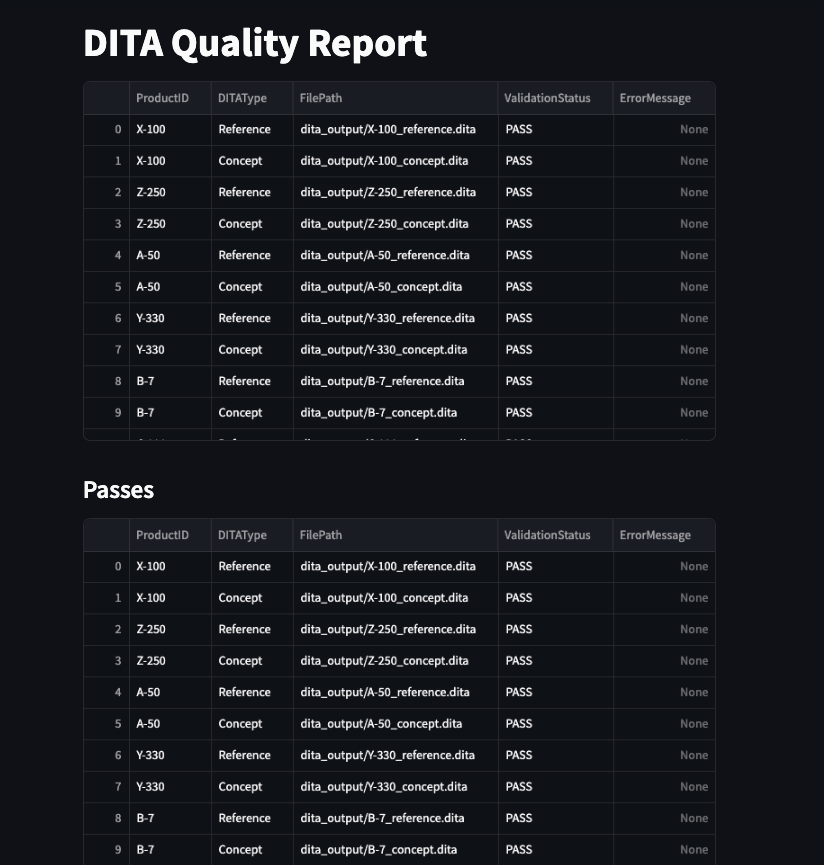 DITA Quality Report
ProductID DITAType FilePath ValidationStatus ErrorMessage
0 X-100 Reference dita_output/X-100_reference.dita PASS None
1 X-100 Concept dita_output/X-100_concept.dita PASS None
2 Z-250 Reference dita_output/Z-250_reference.dita PASS None
3 Z-250 Concept dita_output/Z-250_concept.dita PASS None
4 A-50 Reference dita_output/A-50_reference.dita PASS None
5 A-50 Concept dita_output/A-50_concept.dita PASS None
6 Y-330 Reference dita_output/Y-330_reference.dita PASS None
7 Y-330 Concept dita_output/Y-330_concept.dita PASS None
8 B-7 Reference dita_output/B-7_reference.dita PASS None
9 B-7 Concept dita_output/B-7_concept.dita PASS None
Passes
ProductID DITAType FilePath ValidationStatus ErrorMessage
0 X-100 Reference dita_output/X-100_reference.dita PASS None
1 X-100 Concept dita_output/X-100_concept.dita PASS None
2 Z-250 Reference dita_output/Z-250_reference.dita PASS None
3 Z-250 Concept dita_output/Z-250_concept.dita PASS None
4 A-50 Reference dita_output/A-50_reference.dita PASS None
5 A-50 Concept dita_output/A-50_concept.dita PASS None
6 Y-330 Reference dita_output/Y-330_reference.dita PASS None
7 Y-330 Concept dita_output/Y-330_concept.dita PASS None
8 B-7 Reference dita_output/B-7_reference.dita PASS None
9 B-7 Concept dita_output/B-7_concept.dita PASS None